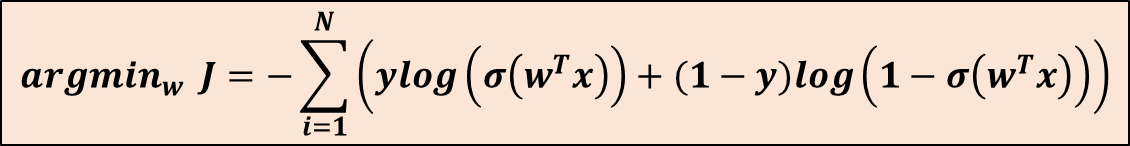 argmin_w J = −∑_{i=1}^{N} (ylog(σ(w^T x)) + (1 − y)log(1 − σ(w^T x)))